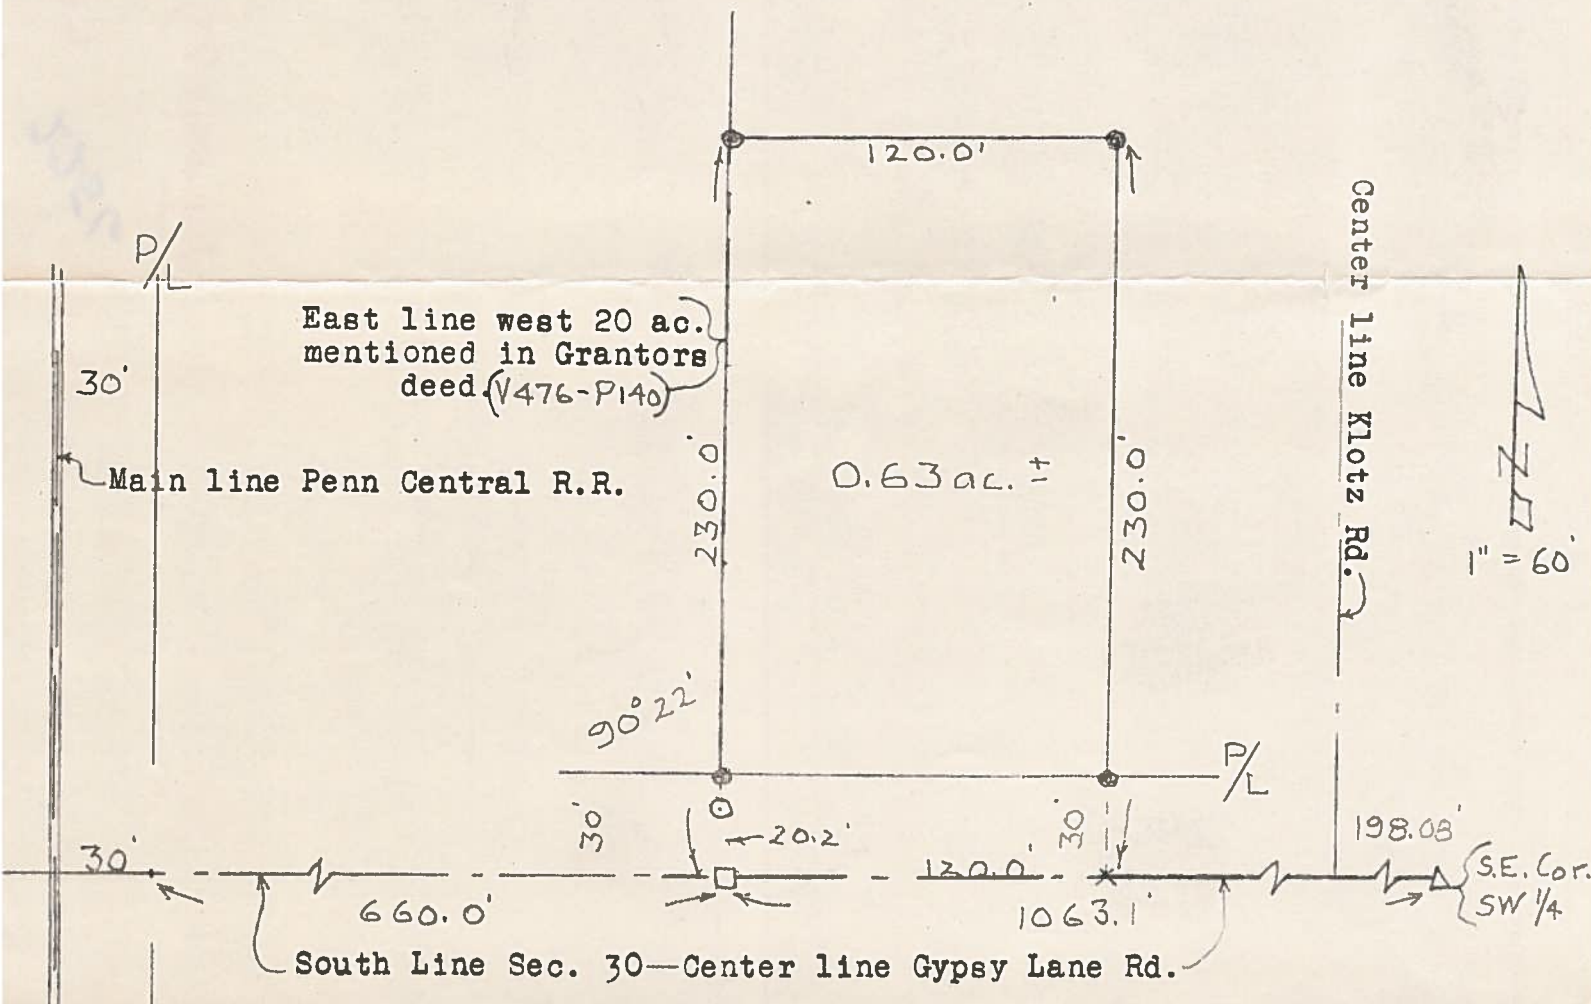 120.0'
P/L
East line west 20 ac.
mentioned in Grantors
deed.(V476-P140)
30'
Main line Penn Central R.R.
230.0'
0.63 ac. ±
230.0'
Center line Klotz Rd.
1" = 60'
90° 22'
P/L
30'
20.2'
30'
198.08'
30'
120.0'
S.E. Cor.
SW 1/4
660.0'
1063.1'
South Line Sec. 30—Center line Gypsy Lane Rd.